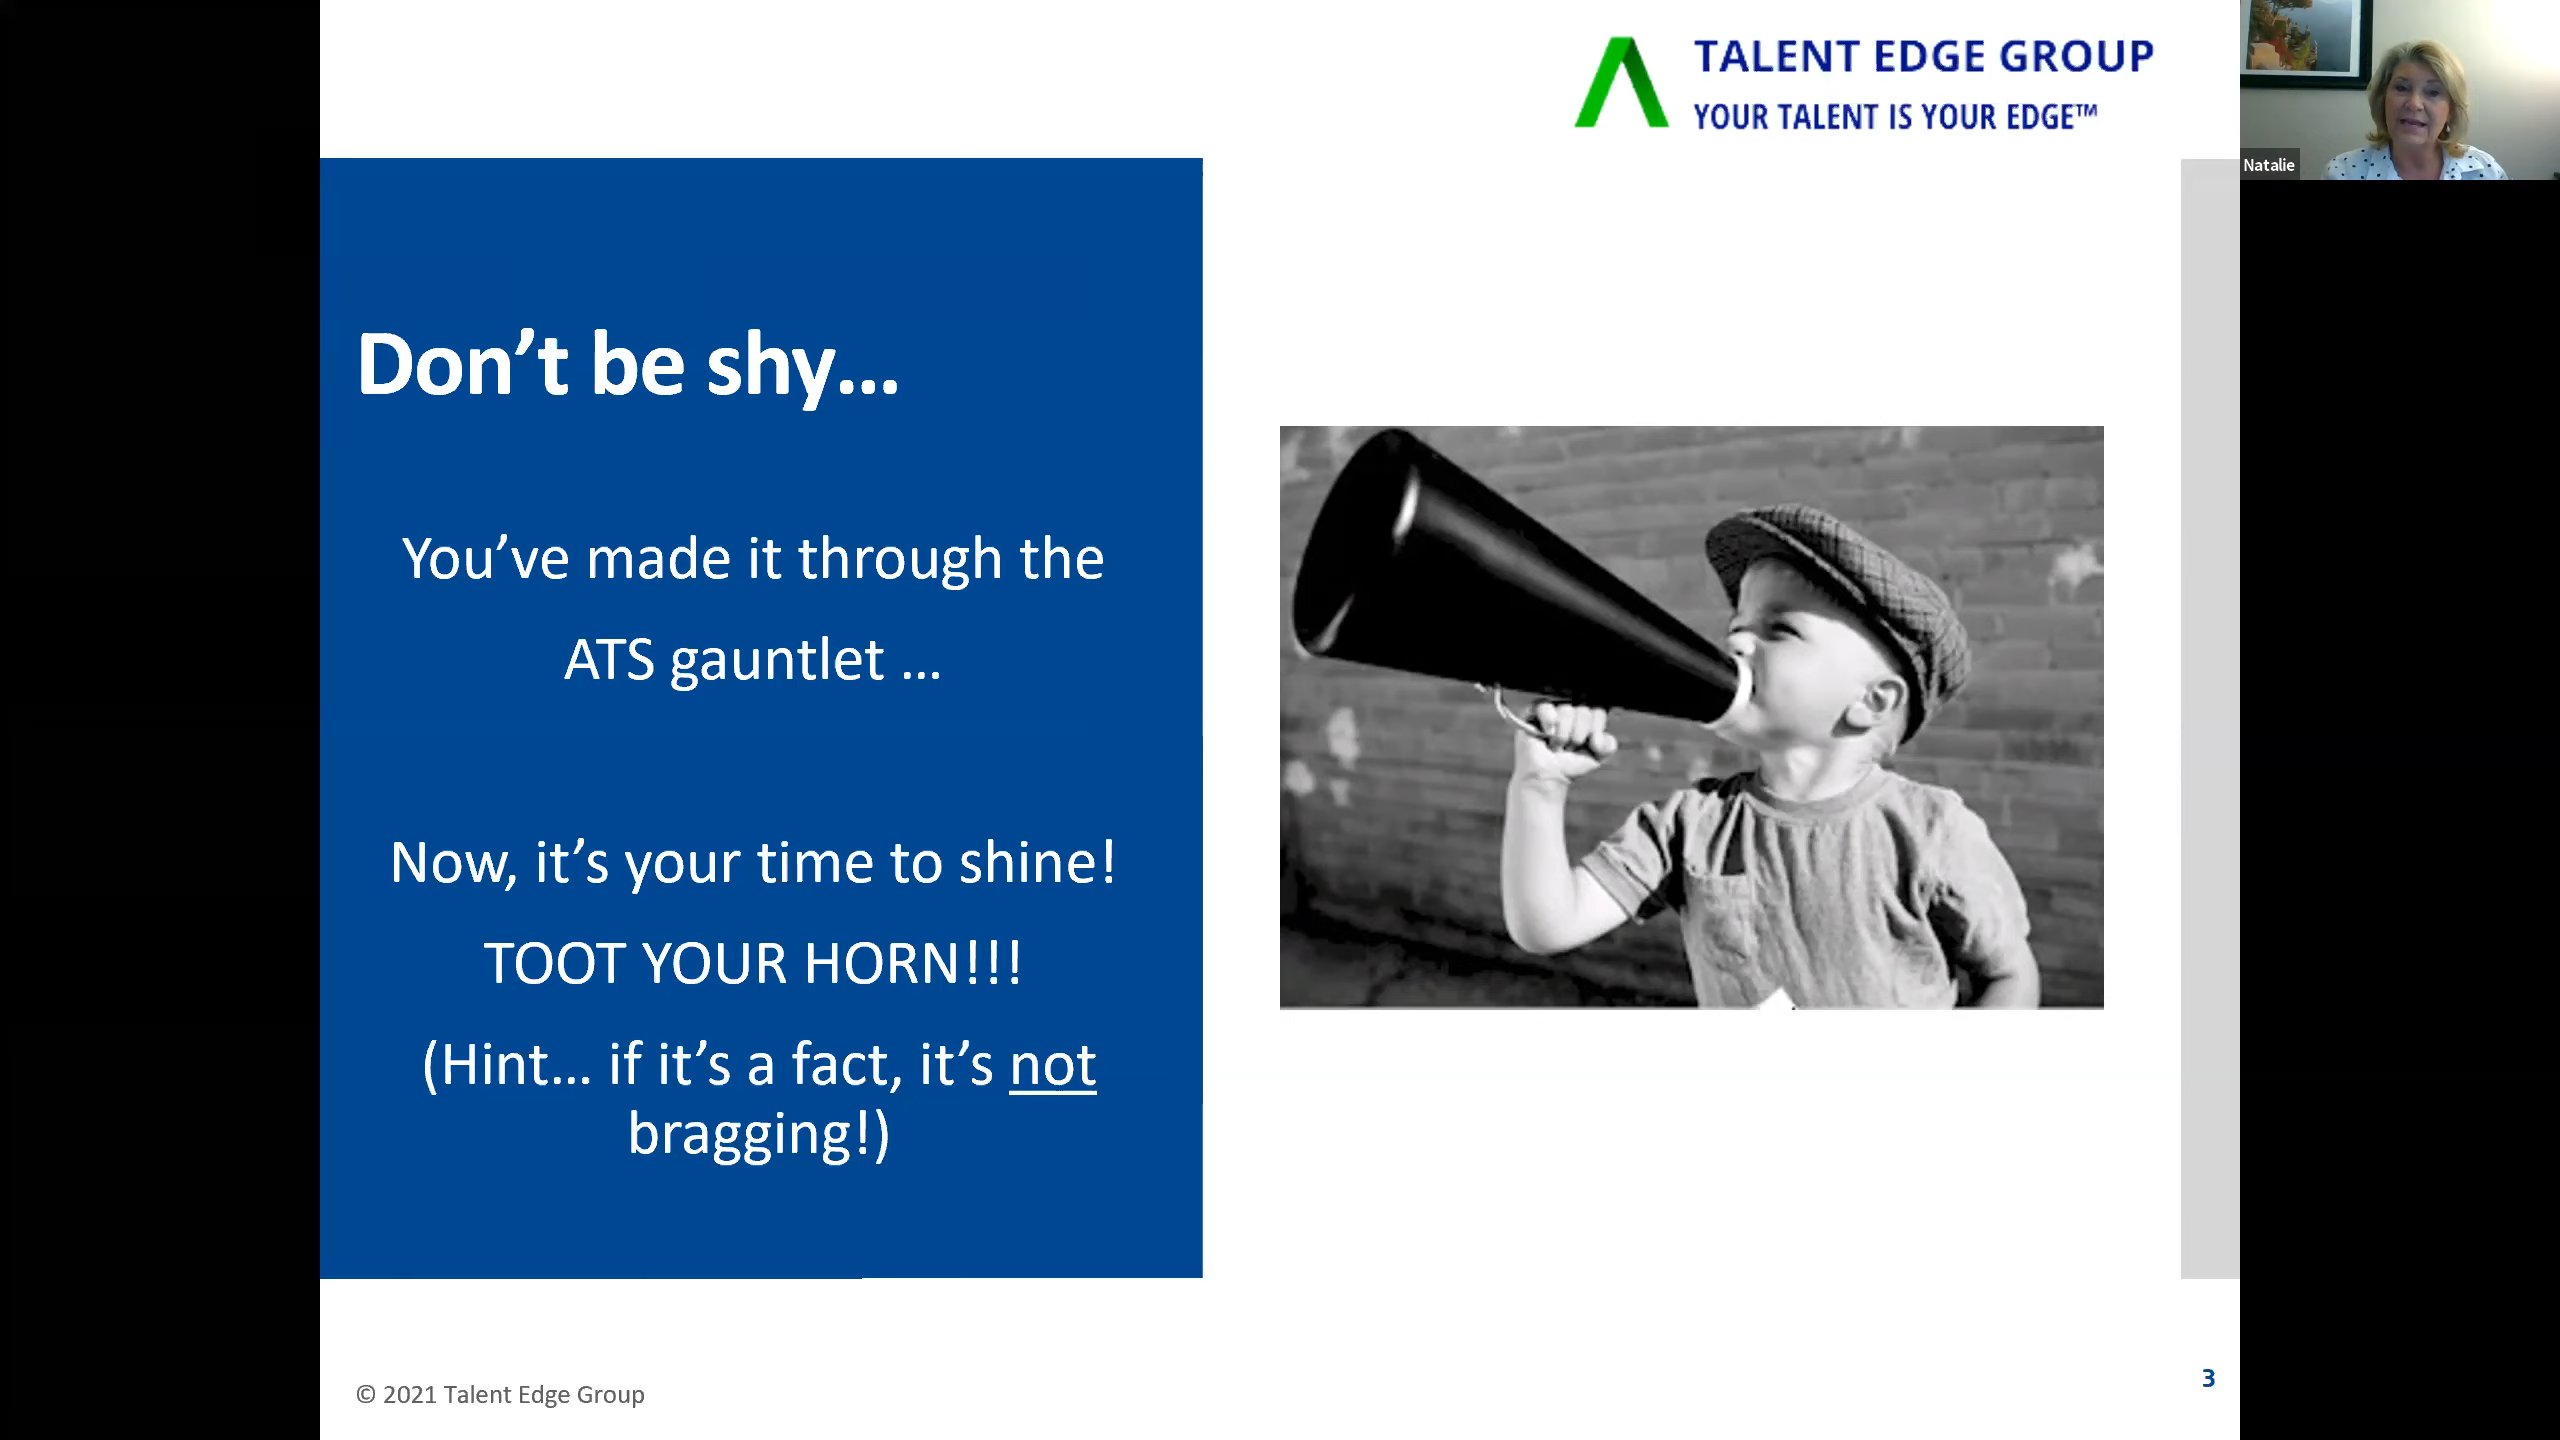 TALENT EDGE GROUP
YOUR TALENT IS YOUR EDGE™
Natalie
Don’t be shy…
You’ve made it through the
ATS gauntlet …
Now, it’s your time to shine!
TOOT YOUR HORN!!!
(Hint… if it’s a fact, it’s not
bragging!)
© 2021 Talent Edge Group
3